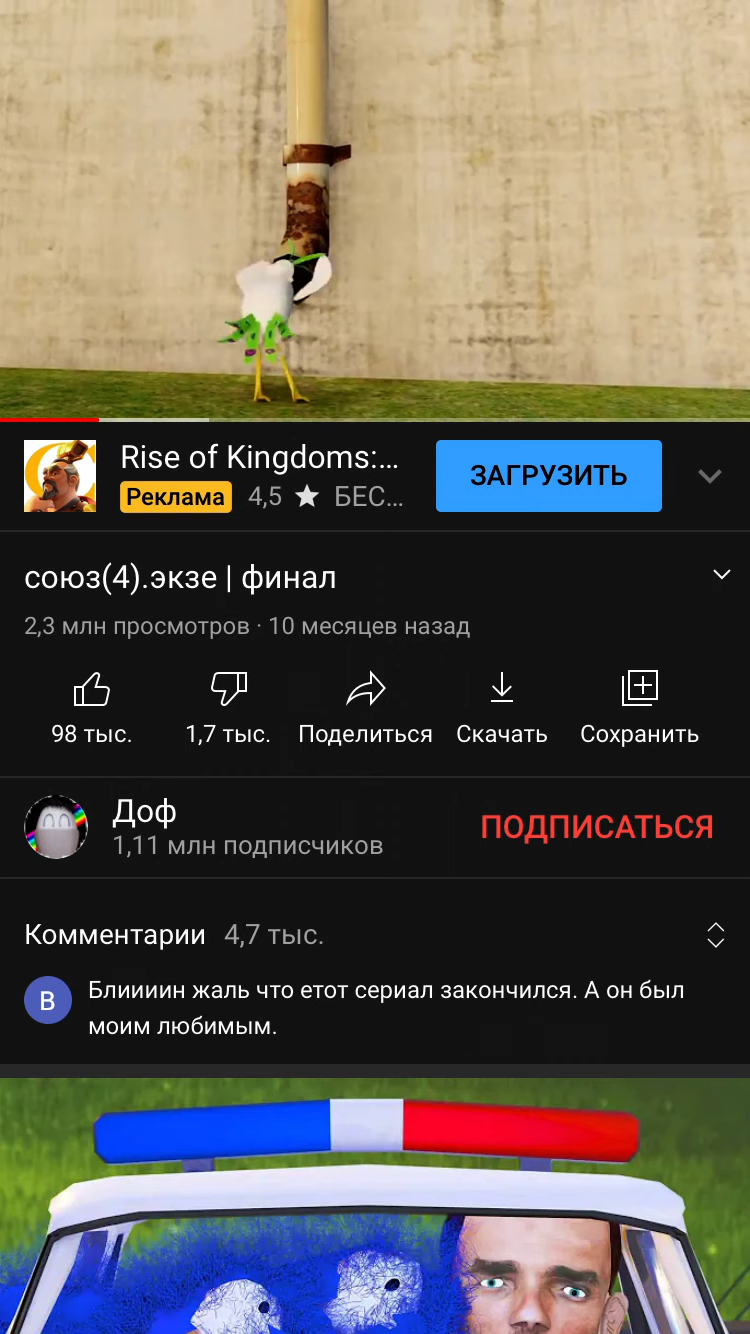 Rise of Kingdoms:...
ЗАГРУЗИТЬ
Реклама 4,5 ★ БЕС...
союз(4).экзе | финал
2,3 млн просмотров · 10 месяцев назад
98 тыс. 1,7 тыс. Поделиться Скачать Сохранить
Доф
1,11 млн подписчиков
ПОДПИСАТЬСЯ
Комментарии 4,7 тыс.
B
Блиииин жаль что етот сериал закончился. А он был
моим любимым.